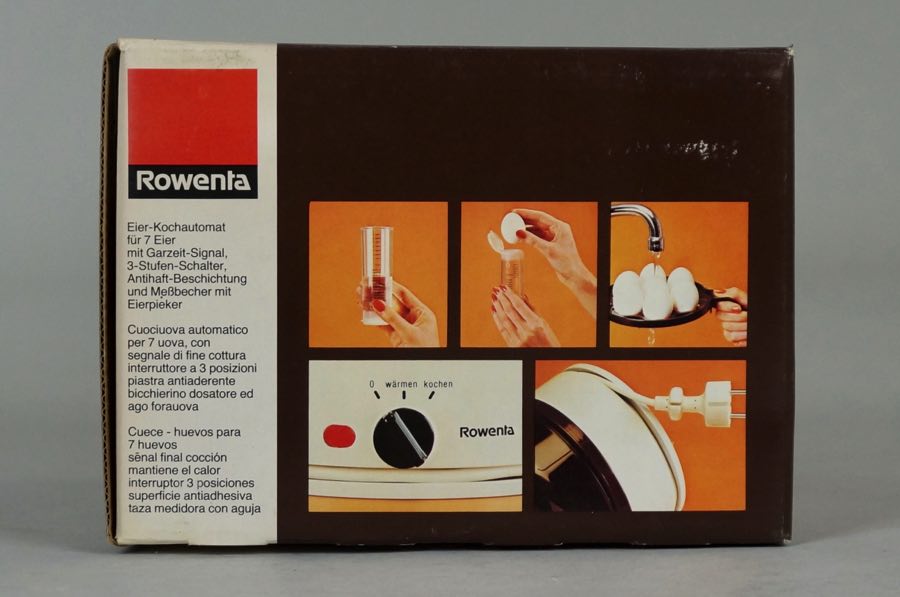 Rowenta
Eier-Kochautomat
für 7 Eier
mit Garzeit-Signal,
3-Stufen-Schalter,
Antihaft-Beschichtung
und Meßbecher mit
Eierpieker
Cuociuova automatico
per 7 uova, con
segnale di fine cottura
interruttore a 3 posizioni
piastra antiaderente
bicchierino dosatore ed
ago forauova
Cuece - huevos para
7 huevos
sēnal final cocción
mantiene el calor
interruptor 3 posiciones
superficie antiadhesiva
taza medidora con aguja
0 wärmen kochen
Rowenta